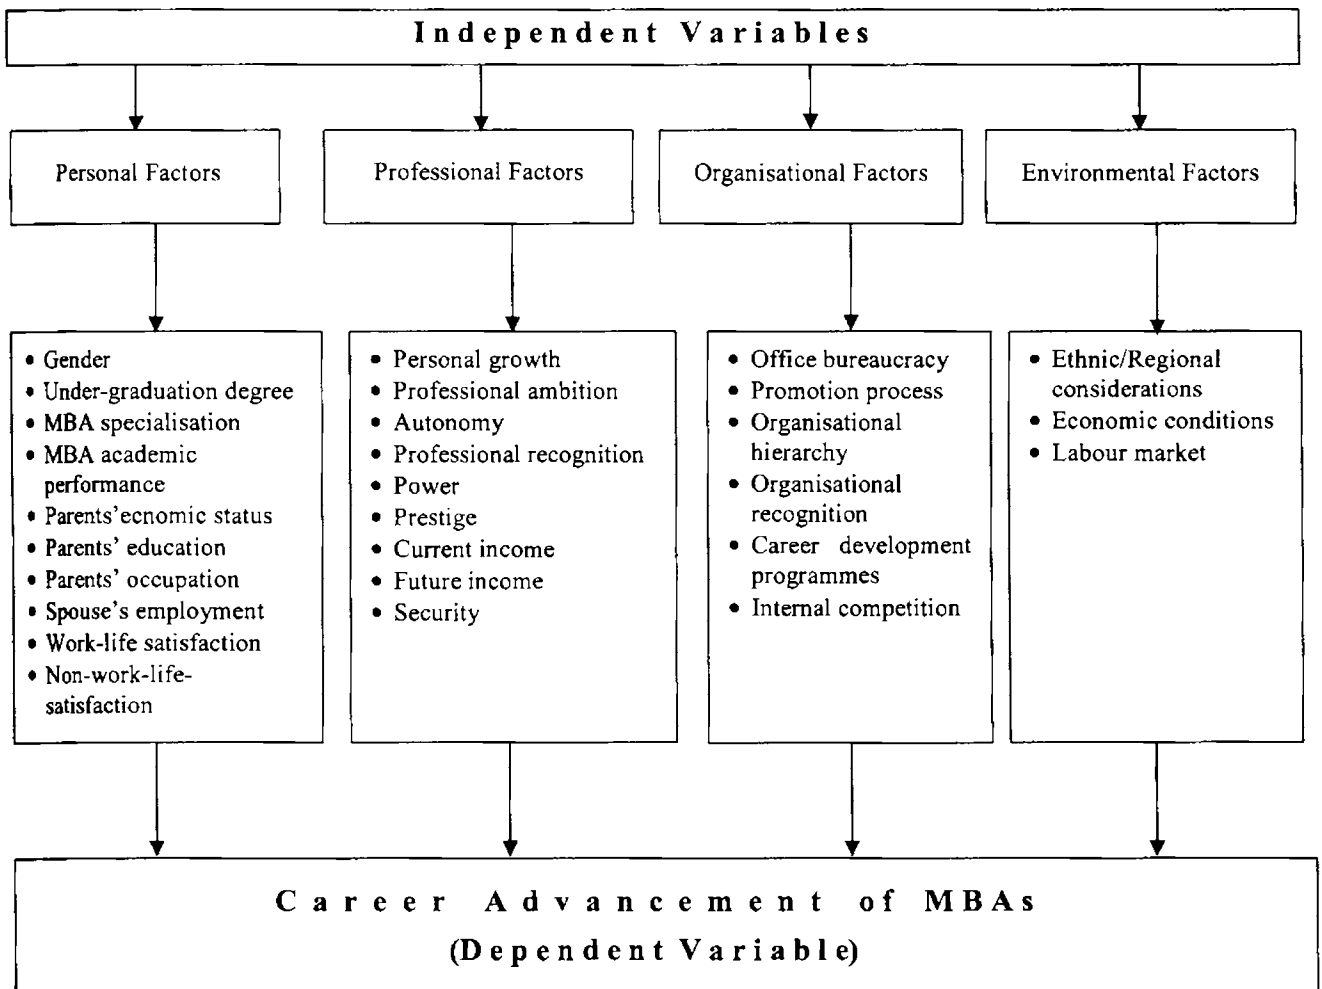 Independent Variables
Personal Factors
Professional Factors
Organisational Factors
Environmental Factors
• Gender
• Under-graduation degree
• MBA specialisation
• MBA academic
performance
• Parents'ecnomic status
• Parents' education
• Parents' occupation
• Spouse's employment
• Work-life satisfaction
• Non-work-life-
satisfaction
• Personal growth
• Professional ambition
• Autonomy
• Professional recognition
• Power
• Prestige
• Current income
• Future income
• Security
• Office bureaucracy
• Promotion process
• Organisational
hierarchy
• Organisational
recognition
• Career development
programmes
• Internal competition
• Ethnic/Regional
considerations
• Economic conditions
• Labour market
Career Advancement of MBAs
(Dependent Variable)